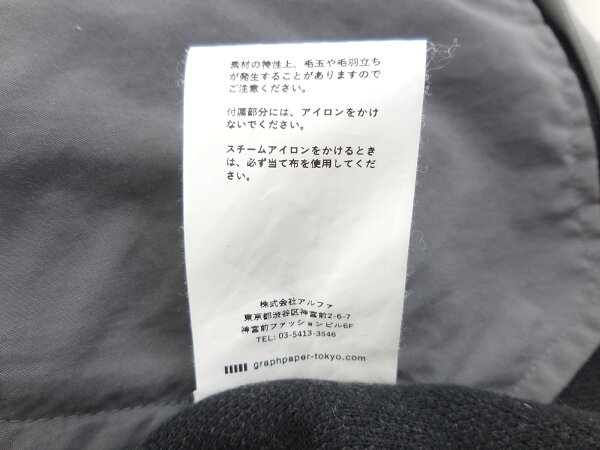 素材の特性上、毛玉や毛羽立ち
が発生することがありますので
ご注意ください。
付属部分には、アイロンをかけ
ないでください。
スチームアイロンをかけるとき
は、必ず当て布を使用してくだ
さい。
株式会社アルファ
東京都渋谷区神宮前2-6-7
神宮前ファッションビル6F
TEL: 03-5413-3546
graphpaper-tokyo.com